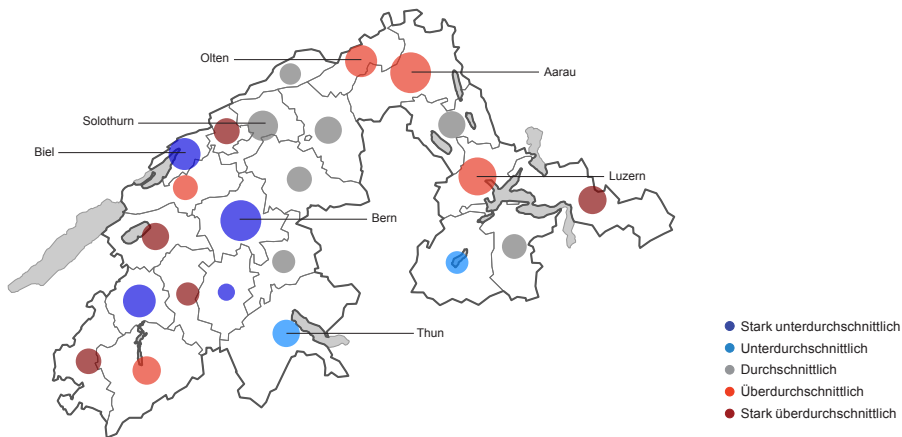 Olten
Aarau
Solothurn
Biel
Luzern
Bern
Thun
Stark unterdurchschnittlich
Unterdurchschnittlich
Durchschnittlich
Überdurchschnittlich
Stark überdurchschnittlich